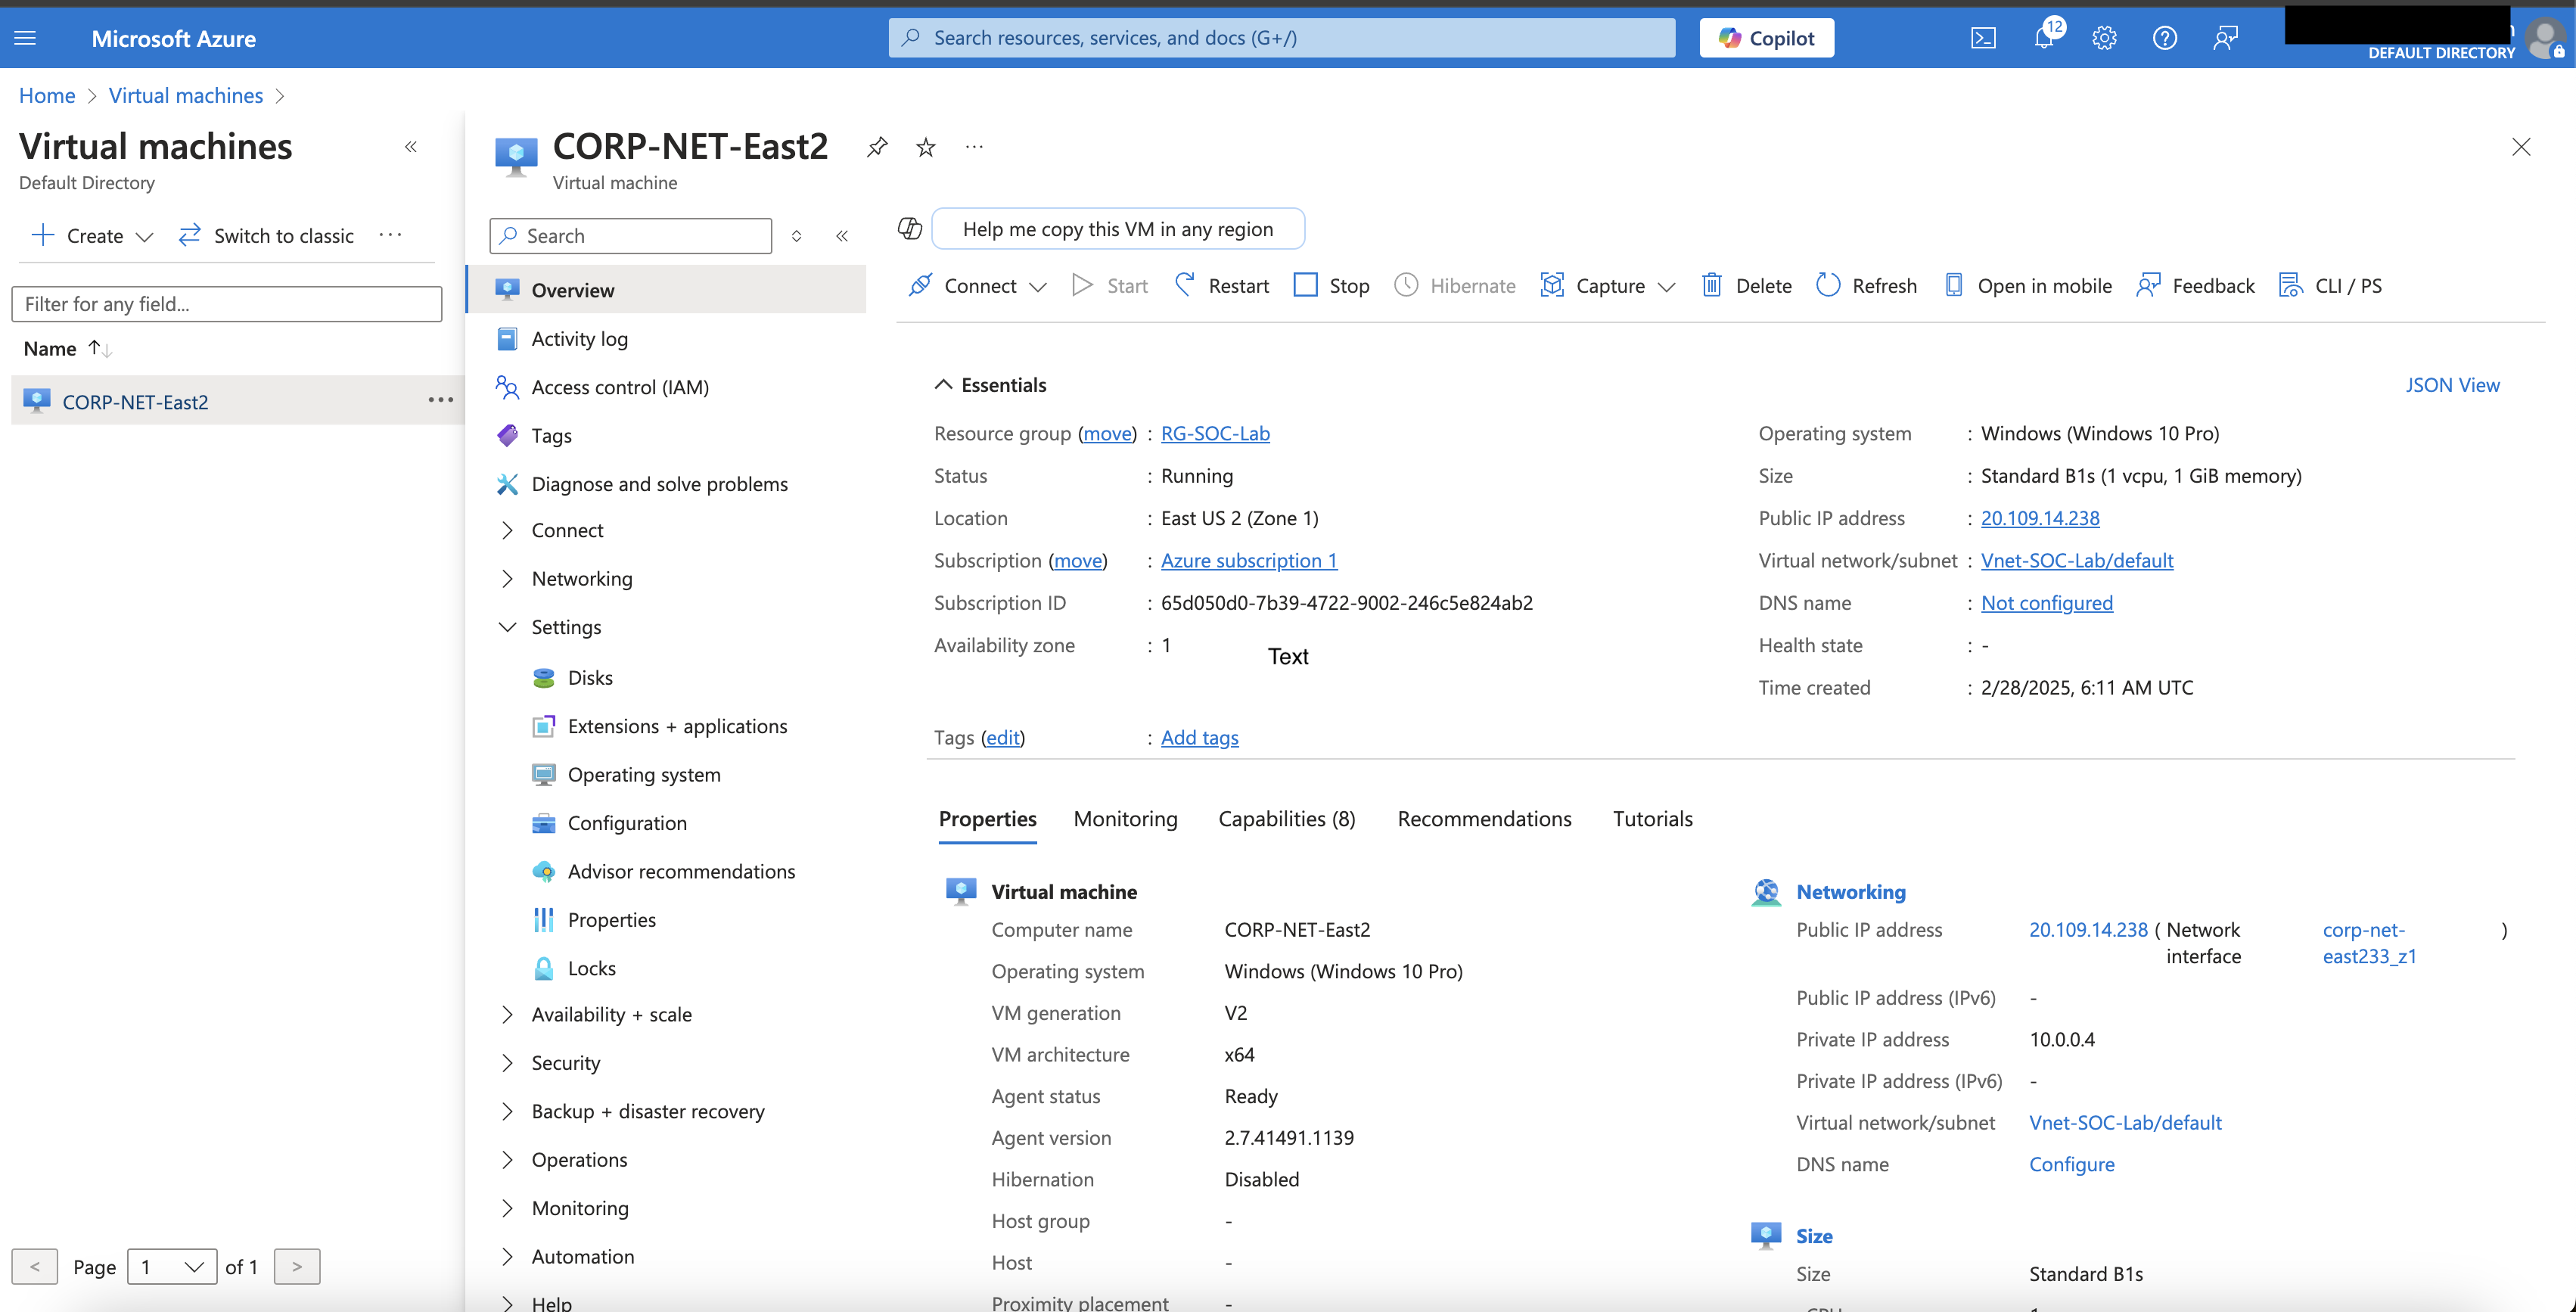 Microsoft Azure
Search resources, services, and docs (G+/)
Copilot
12
DEFAULT DIRECTORY
Home > Virtual machines >
Virtual machines
Default Directory
Create
Switch to classic
Filter for any field...
Name
CORP-NET-East2
Page 1 of 1
CORP-NET-East2
Virtual machine
Search
Overview
Activity log
Access control (IAM)
Tags
Diagnose and solve problems
Connect
Networking
Settings
Disks
Extensions + applications
Operating system
Configuration
Advisor recommendations
Properties
Locks
Availability + scale
Security
Backup + disaster recovery
Operations
Monitoring
Automation
Help
Help me copy this VM in any region
Connect Start Restart Stop Hibernate Capture Delete Refresh Open in mobile Feedback CLI / PS
Essentials
JSON View
Resource group (move) : RG-SOC-Lab
Status : Running
Location : East US 2 (Zone 1)
Subscription (move) : Azure subscription 1
Subscription ID : 65d050d0-7b39-4722-9002-246c5e824ab2
Availability zone : 1
Text
Operating system : Windows (Windows 10 Pro)
Size : Standard B1s (1 vcpu, 1 GiB memory)
Public IP address : 20.109.14.238
Virtual network/subnet : Vnet-SOC-Lab/default
DNS name : Not configured
Health state : -
Time created : 2/28/2025, 6:11 AM UTC
Tags (edit) : Add tags
Properties Monitoring Capabilities (8) Recommendations Tutorials
Virtual machine
Computer name CORP-NET-East2
Operating system Windows (Windows 10 Pro)
VM generation V2
VM architecture x64
Agent status Ready
Agent version 2.7.41491.1139
Hibernation Disabled
Host group -
Host -
Proximity placement -
Networking
Public IP address 20.109.14.238 ( Network interface corp-net-east233_z1 )
Public IP address (IPv6) -
Private IP address 10.0.0.4
Private IP address (IPv6) -
Virtual network/subnet Vnet-SOC-Lab/default
DNS name Configure
Size
Size Standard B1s